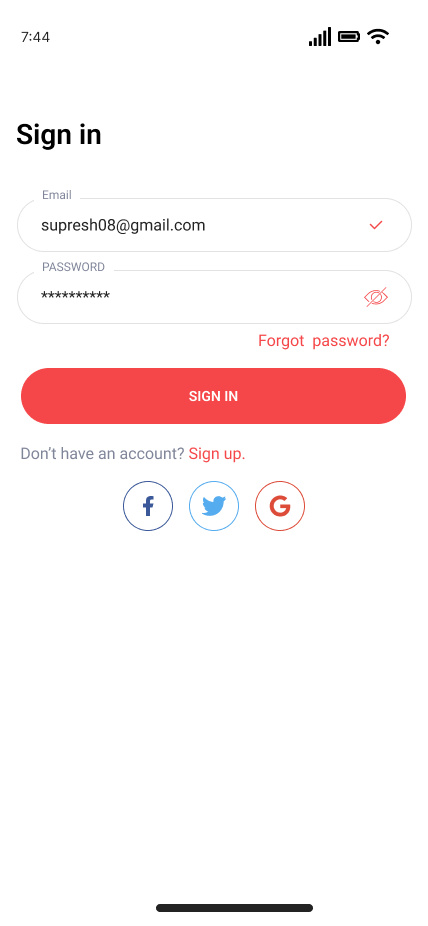 7:44
Sign in
Email
supresh08@gmail.com
PASSWORD
**********
Forgot  password?
SIGN IN
Don’t have an account? Sign up.